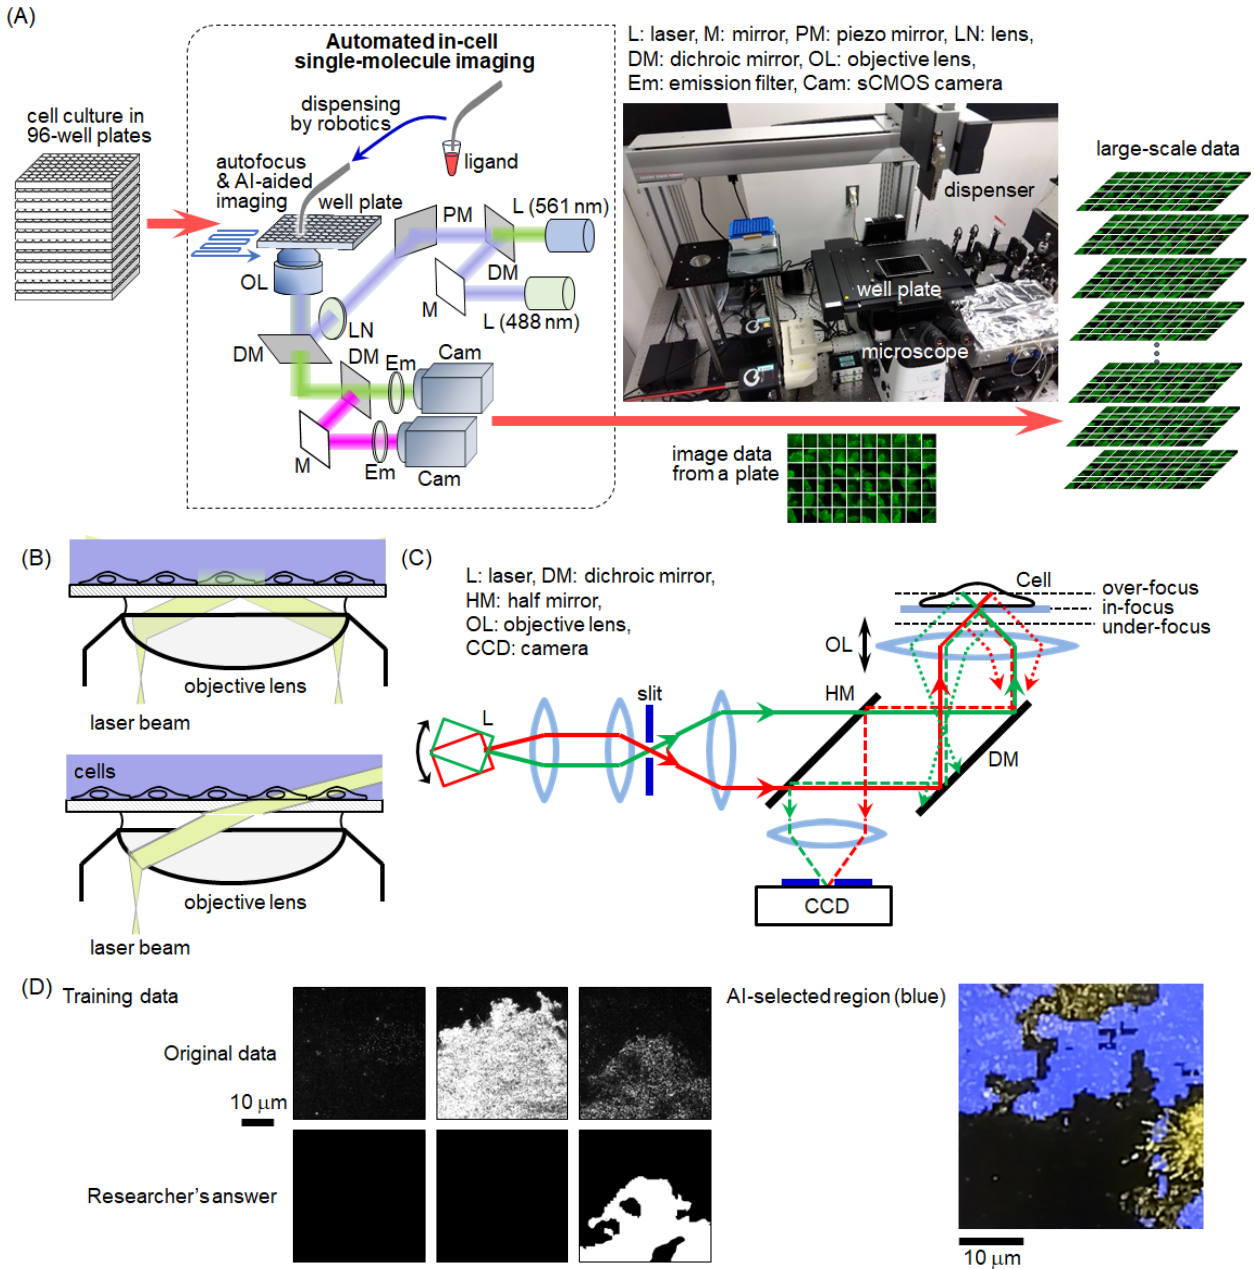 (A)
Automated in-cell
single-molecule imaging
L: laser, M: mirror, PM: piezo mirror, LN: lens,
DM: dichroic mirror, OL: objective lens,
Em: emission filter, Cam: sCMOS camera
cell culture in
96-well plates
dispensing
by robotics
ligand
autofocus
& AI-aided
imaging
well plate
PM
L (561 nm)
DM
OL
M
L (488 nm)
LN
DM
DM
Em
Cam
M
Em
Cam
dispenser
well plate
microscope
large-scale data
image data
from a plate
(B)
objective lens
laser beam
cells
objective lens
laser beam
(C)
L: laser, DM: dichroic mirror,
HM: half mirror,
OL: objective lens,
CCD: camera
Cell
over-focus
in-focus
under-focus
OL
HM
slit
L
DM
CCD
(D)
Training data
Original data
10 μm
Researcher's answer
AI-selected region (blue)
10 μm